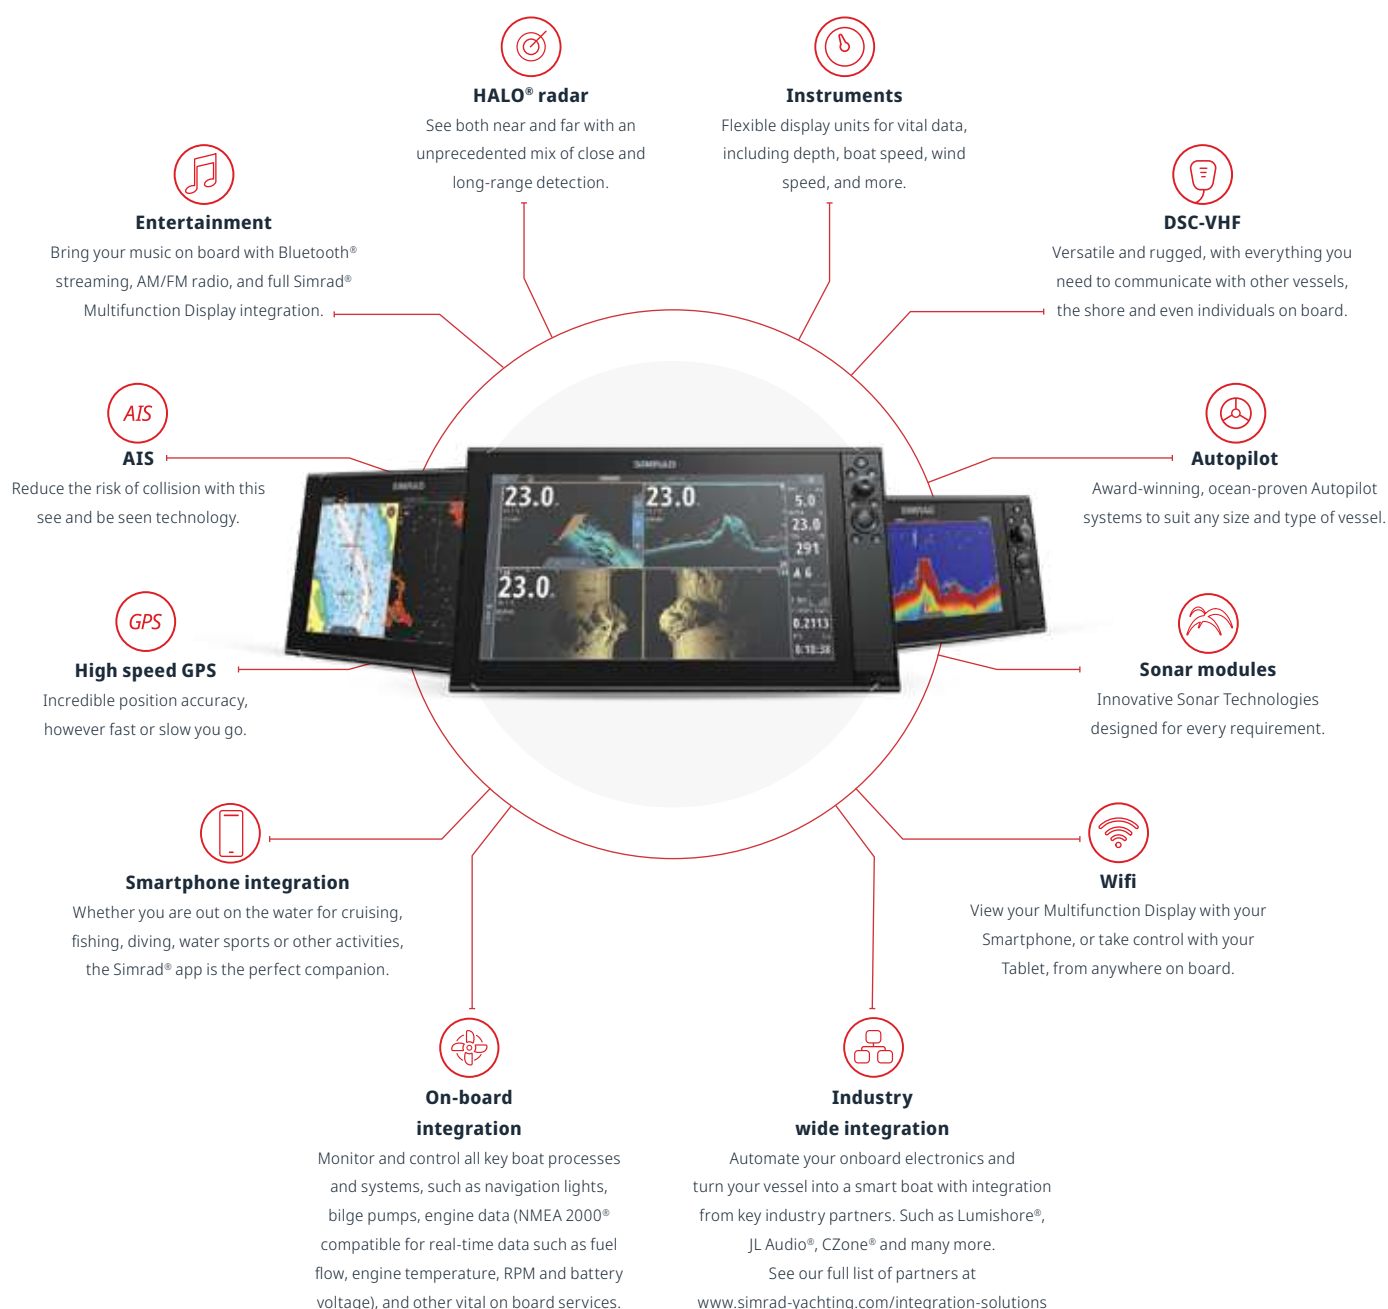 HALO® radar
See both near and far with an
unprecedented mix of close and
long-range detection.
Instruments
Flexible display units for vital data,
including depth, boat speed, wind
speed, and more.
Entertainment
Bring your music on board with Bluetooth®
streaming, AM/FM radio, and full Simrad®
Multifunction Display integration.
DSC-VHF
Versatile and rugged, with everything you
need to communicate with other vessels,
the shore and even individuals on board.
AIS
AIS
Reduce the risk of collision with this
see and be seen technology.
Autopilot
Award-winning, ocean-proven Autopilot
systems to suit any size and type of vessel.
SIMRAD
SIMRAD
SIMRAD
23.0
23.0
23.0
5.0
23.0
291
A 6
0.2113
0:10:38
GPS
High speed GPS
Incredible position accuracy,
however fast or slow you go.
Sonar modules
Innovative Sonar Technologies
designed for every requirement.
Smartphone integration
Whether you are out on the water for cruising,
fishing, diving, water sports or other activities,
the Simrad® app is the perfect companion.
Wifi
View your Multifunction Display with your
Smartphone, or take control with your
Tablet, from anywhere on board.
On-board
integration
Monitor and control all key boat processes
and systems, such as navigation lights,
bilge pumps, engine data (NMEA 2000®
compatible for real-time data such as fuel
flow, engine temperature, RPM and battery
voltage), and other vital on board services.
Industry
wide integration
Automate your onboard electronics and
turn your vessel into a smart boat with integration
from key industry partners. Such as Lumishore®,
JL Audio®, CZone® and many more.
See our full list of partners at
www.simrad-yachting.com/integration-solutions